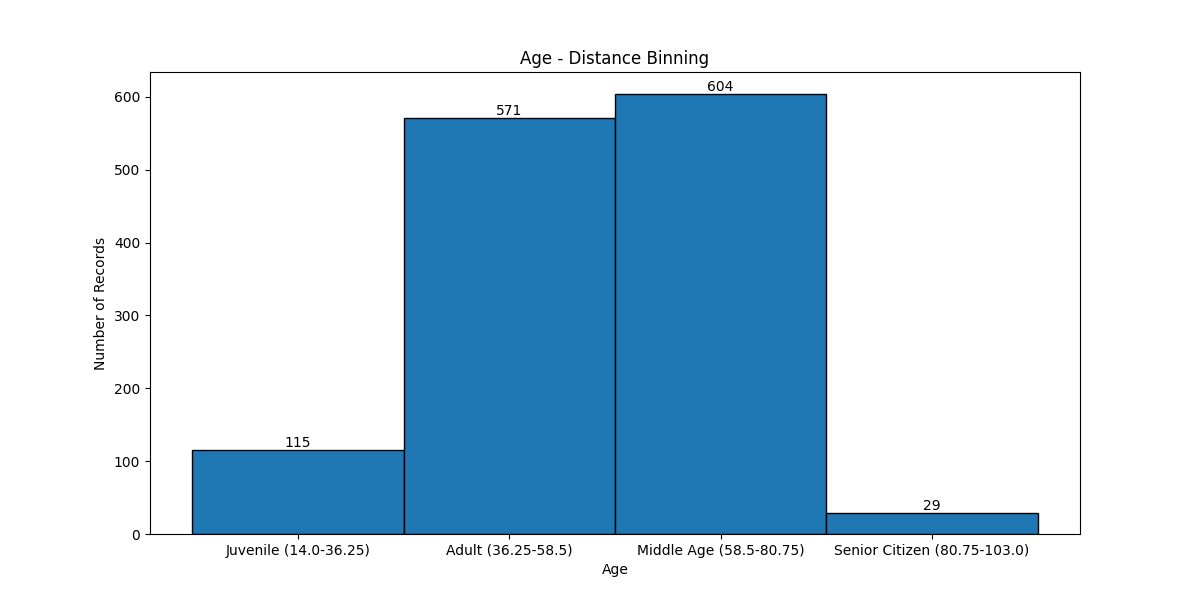 Age - Distance Binning
604
571
115
29
600
500
400
300
200
100
0
Number of Records
Juvenile (14.0-36.25)
Adult (36.25-58.5)
Middle Age (58.5-80.75)
Senior Citizen (80.75-103.0)
Age